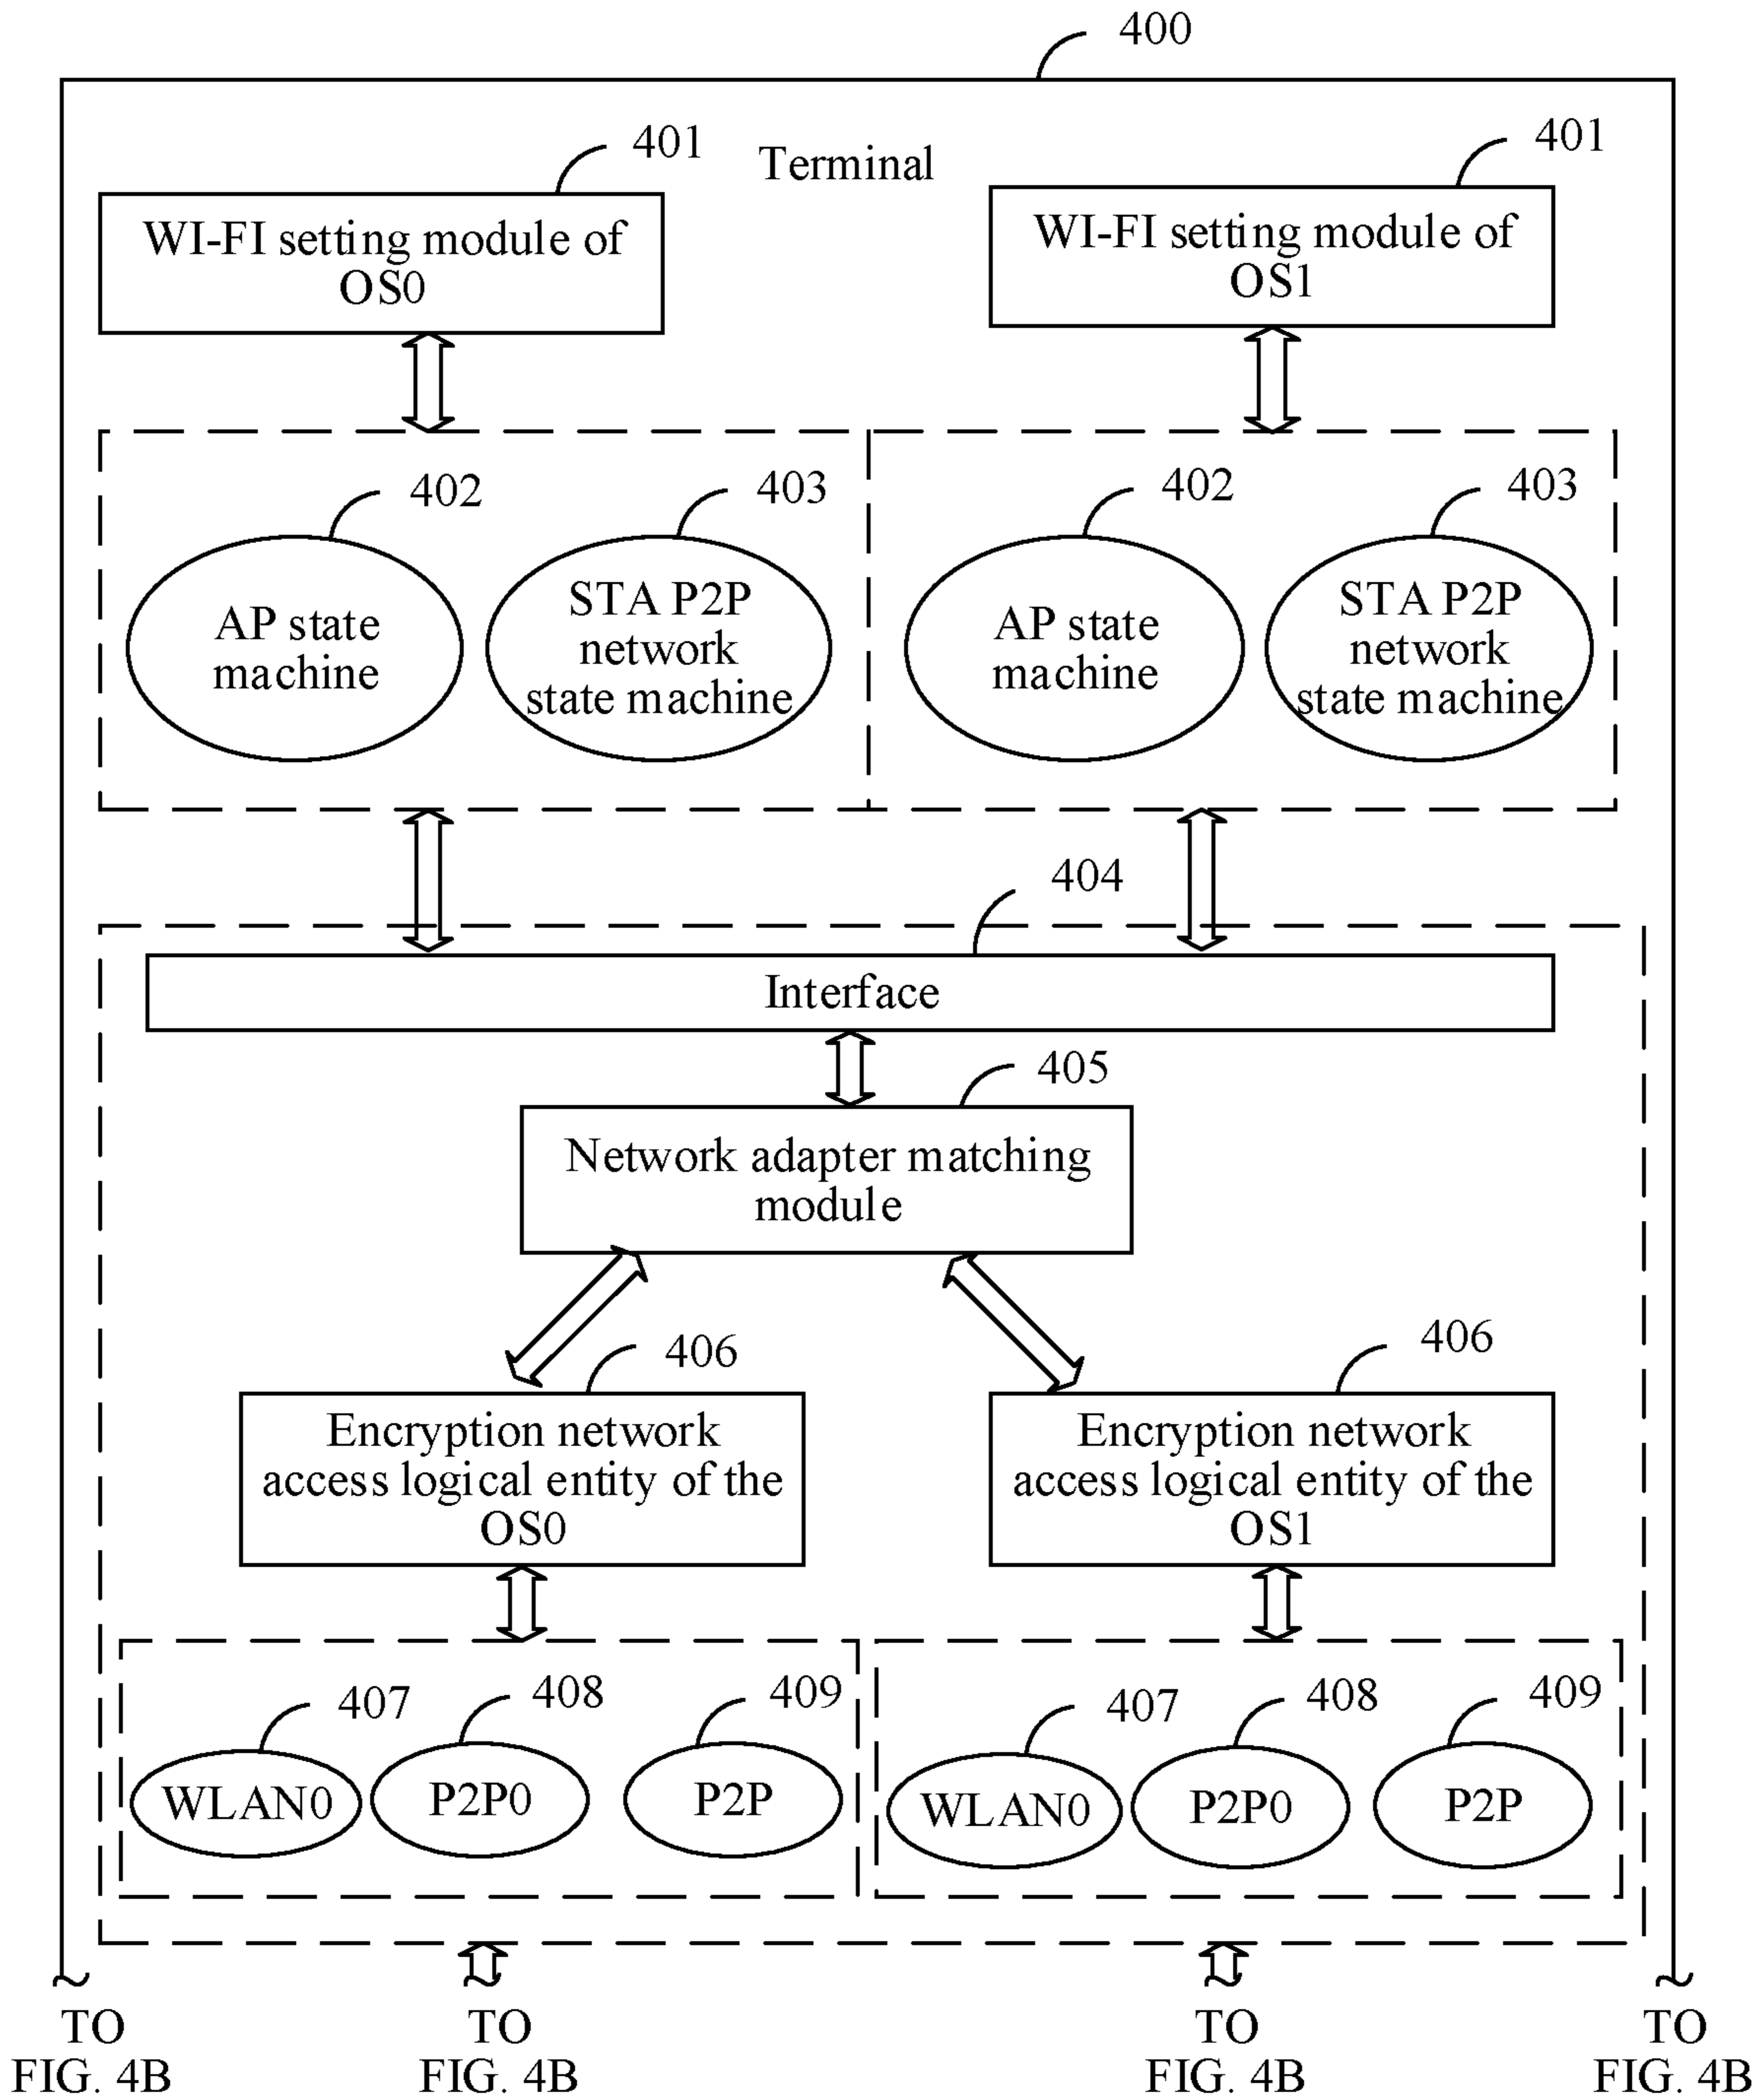 400
Terminal
401
WI-FI setting module of
OS0
401
WI-FI setting module of
OS1
402
AP state
machine
403
STA P2P
network
state machine
402
AP state
machine
403
STA P2P
network
state machine
404
Interface
405
Network adapter matching
module
406
Encryption network
access logical entity of the
OS0
406
Encryption network
access logical entity of the
OS1
407
WLAN0
408
P2P0
409
P2P
407
WLAN0
408
P2P0
409
P2P
TO
FIG. 4B
TO
FIG. 4B
TO
FIG. 4B
TO
FIG. 4B